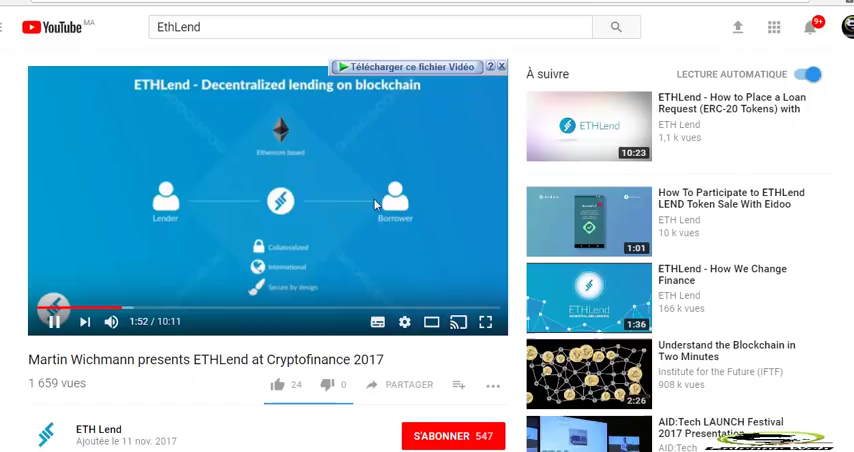 YouTube MA
EthLend
9+
Télécharger ce fichier Vidéo ? X
ETHLend - Decentralized lending on blockchain
Ethereum based
Lender
Borrower
Collateralized
International
Secure by design
1:52 / 10:11
Martin Wichmann presents ETHLend at Cryptofinance 2017
1 659 vues
24
0
PARTAGER
ETH Lend
Ajoutée le 11 nov. 2017
S'ABONNER 547
À suivre
LECTURE AUTOMATIQUE
ETHLend
10:23
ETHLend - How to Place a Loan
Request (ERC-20 Tokens) with
ETH Lend
1,1 k vues
1:01
How To Participate to ETHLend
LEND Token Sale With Eidoo
ETH Lend
10 k vues
ETHLend
1:36
ETHLend - How We Change
Finance
ETH Lend
166 k vues
2:26
Understand the Blockchain in
Two Minutes
Institute for the Future (IFTF)
908 k vues
AID:Tech LAUNCH Festival
2017 Presentation
AID:Tech